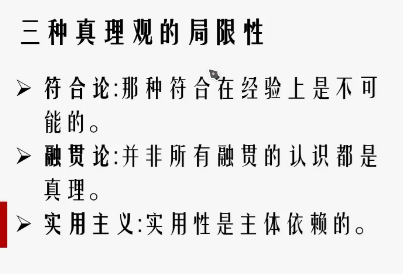 三种真理观的局限性
➢ 符合论:那种符合在经验上是不可
能的。
➢ 融贯论:并非所有融贯的认识都是
真理。
➢ 实用主义:实用性是主体依赖的。